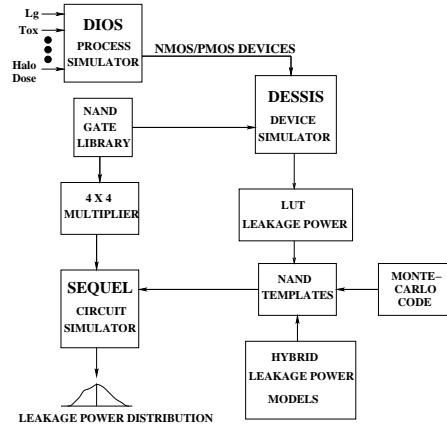 Lg
Tox
Halo
Dose
DIOS
PROCESS
SIMULATOR
NMOS/PMOS DEVICES
DESSIS
DEVICE
SIMULATOR
NAND
GATE
LIBRARY
4 X 4
MULTIPLIER
LUT
LEAKAGE POWER
SEQUEL
CIRCUIT
SIMULATOR
NAND
TEMPLATES
MONTE−
CARLO
CODE
HYBRID
LEAKAGE POWER
MODELS
LEAKAGE POWER DISTRIBUTION